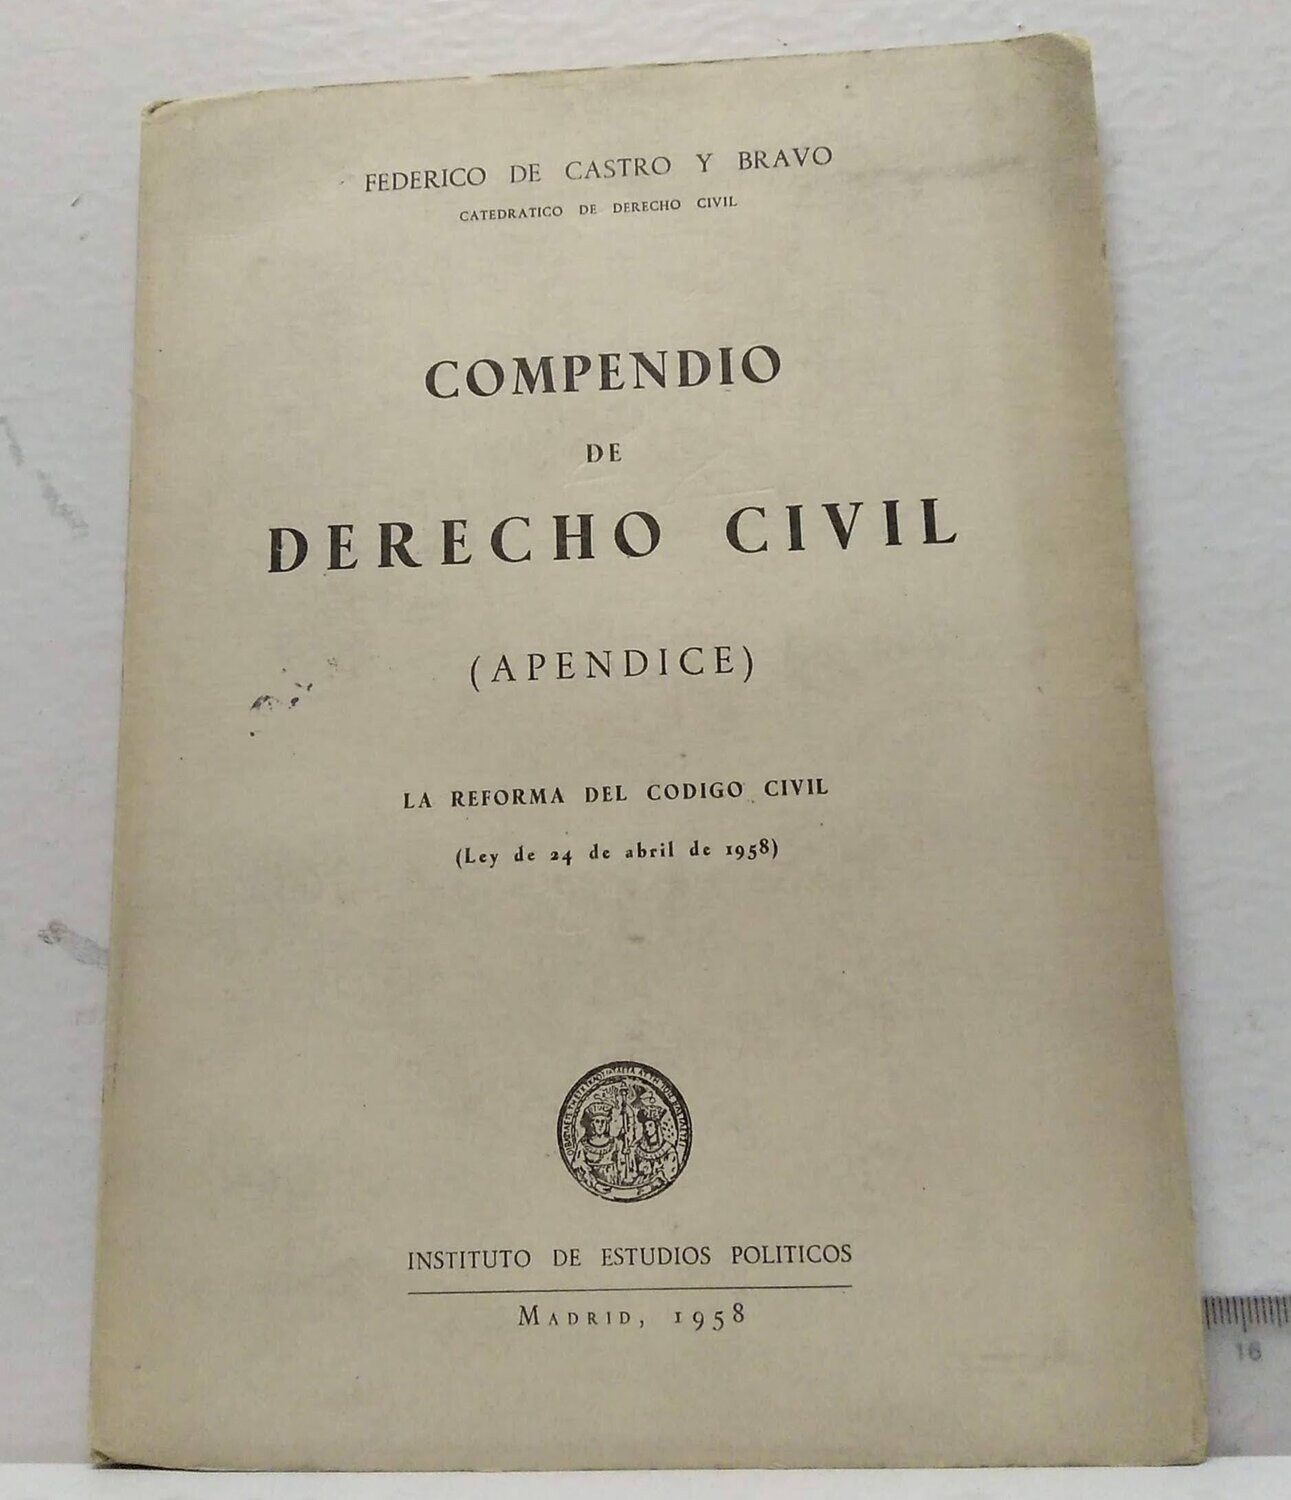 FEDERICO DE CASTRO Y BRAVO
CATEDRATICO DE DERECHO CIVIL
COMPENDIO
DE
DERECHO CIVIL
(APENDICE)
LA REFORMA DEL CODIGO CIVIL
(Ley de 24 de abril de 1958)
INSTITUTO DE ESTUDIOS POLITICOS
MADRID, 1958
16